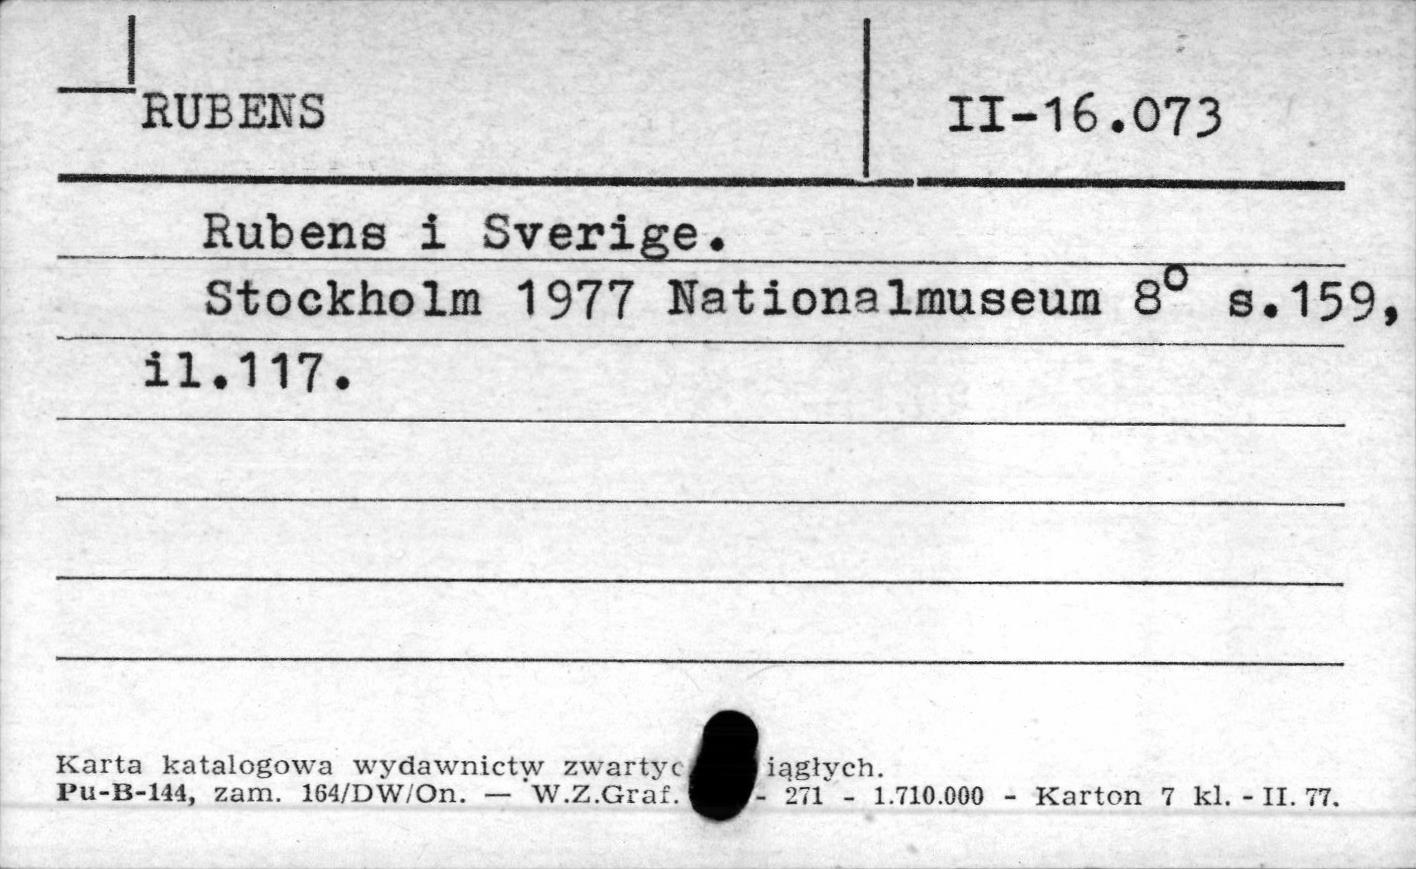 RUBENS II-16.073
Rubens i Sverige.
Stockholm 1977 Nationalmuseum 8° s.159,
il.117.
Karta katalogowa wydawnictw zwartyc iągłych.
Pu-B-144, zam. 164/DW/On. — W.Z.Graf. - 271 - 1.710.000 - Karton 7 kl. - II. 77.